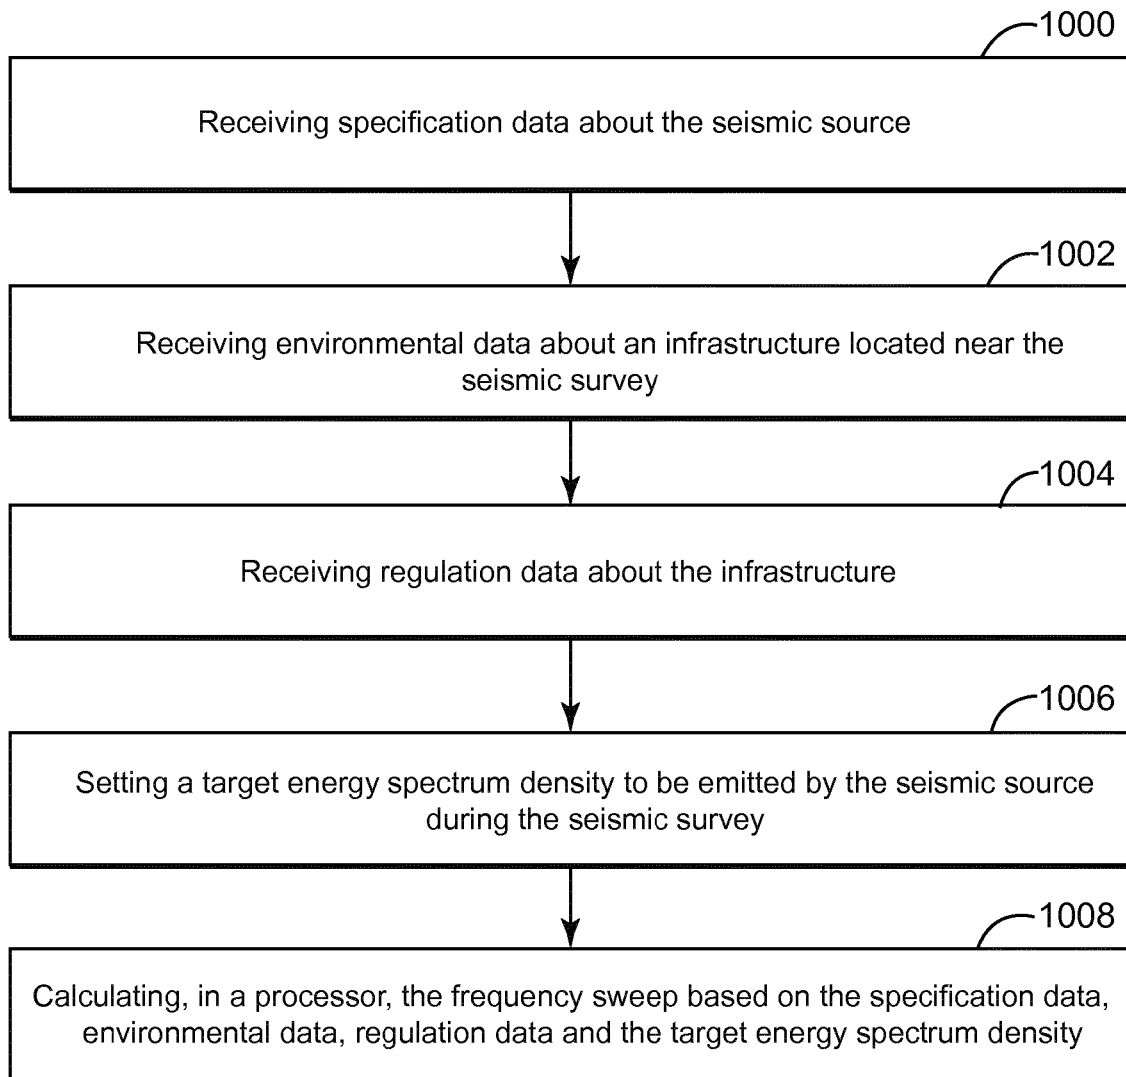 1000
Receiving specification data about the seismic source
1002
Receiving environmental data about an infrastructure located near the
seismic survey
1004
Receiving regulation data about the infrastructure
1006
Setting a target energy spectrum density to be emitted by the seismic source
during the seismic survey
1008
Calculating, in a processor, the frequency sweep based on the specification data,
environmental data, regulation data and the target energy spectrum density